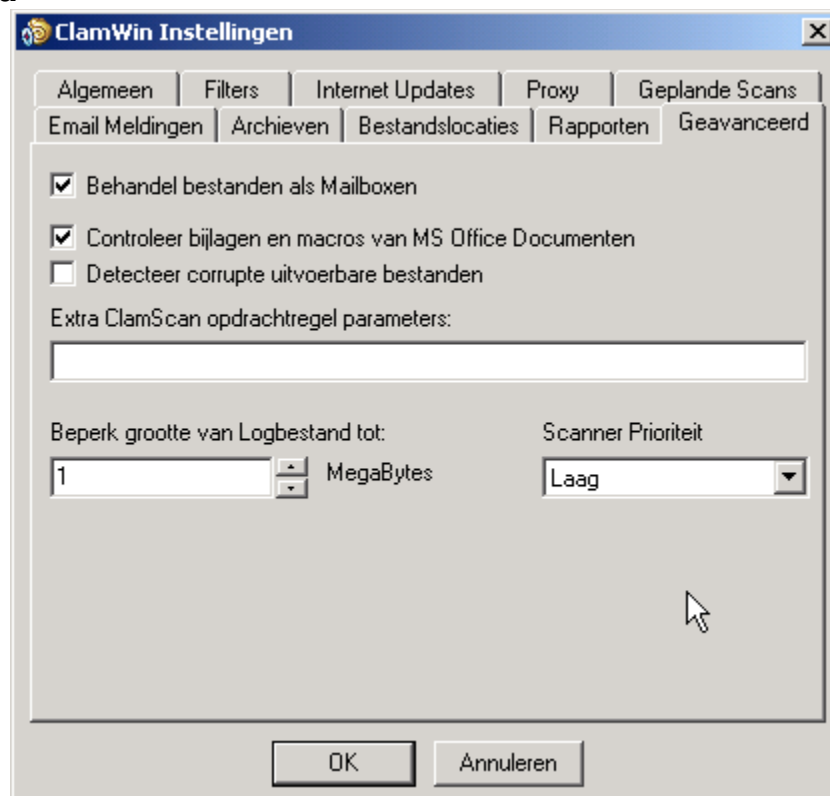 ClamWin Instellingen
Algemeen Filters Internet Updates Proxy Geplande Scans
Email Meldingen Archieven Bestandslocaties Rapporten Geavanceerd
Behandel bestanden als Mailboxen
Controleer bijlagen en macros van MS Office Documenten
Detecteer corrupte uitvoerbare bestanden
Extra ClamScan opdrachtregel parameters:
Beperk grootte van Logbestand tot: Scanner Prioriteit
1 MegaBytes Laag
OK Annuleren